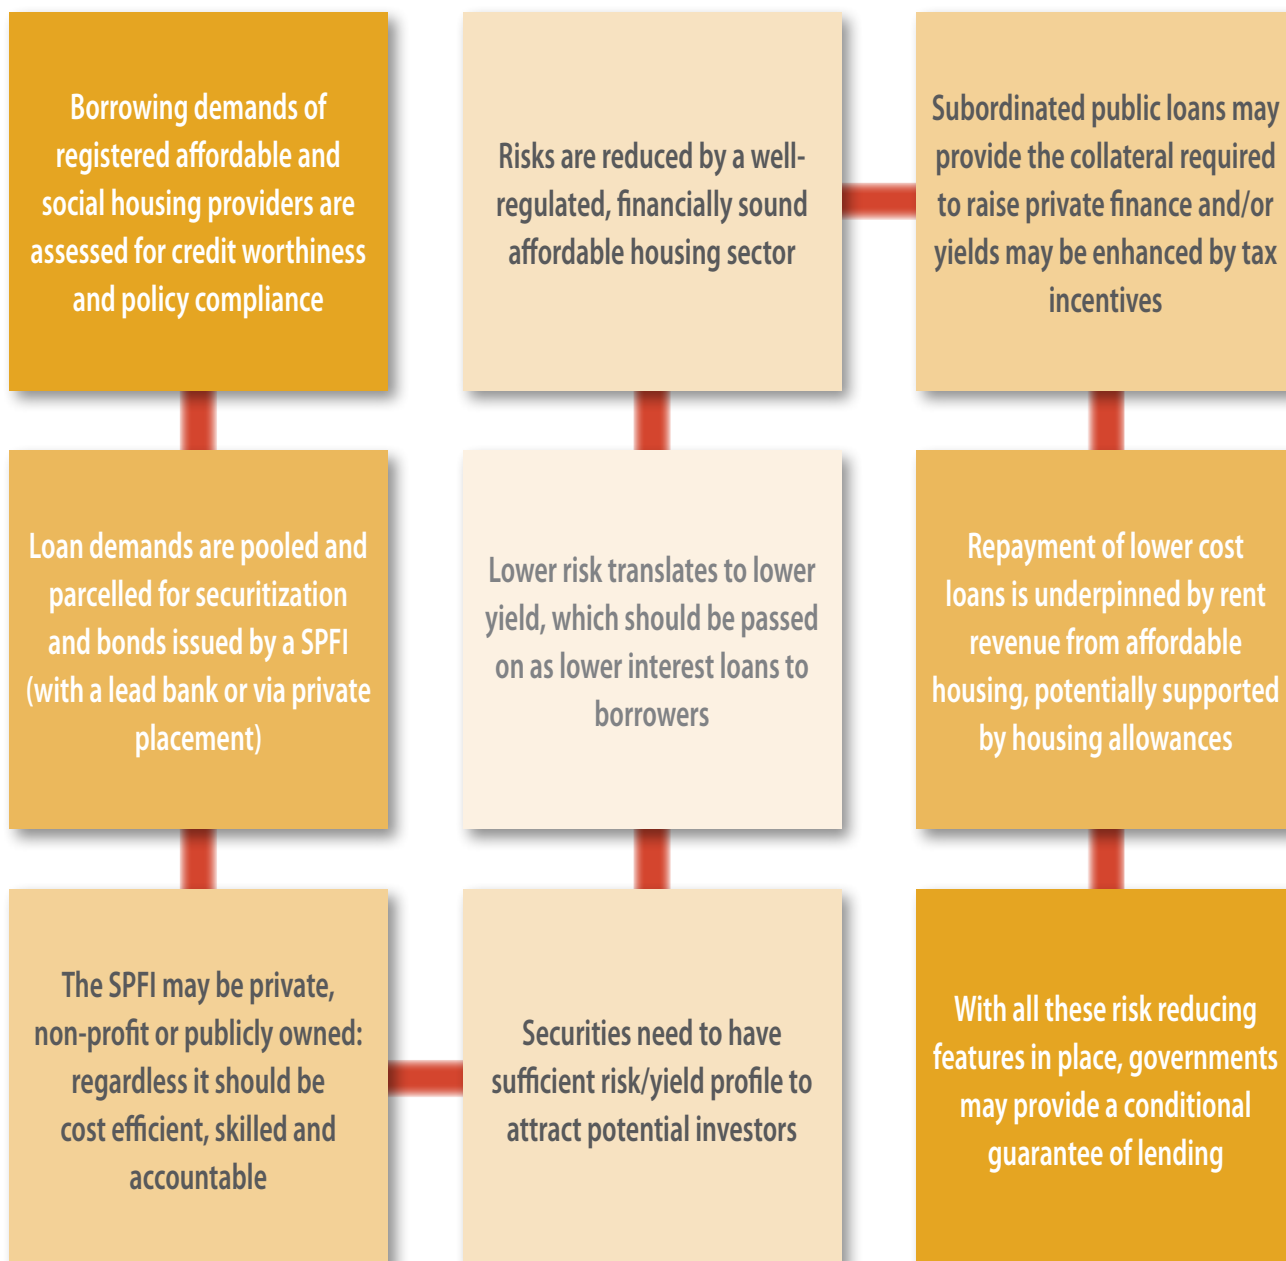 Borrowing demands of
registered affordable and
social housing providers are
assessed for credit worthiness
and policy compliance
Loan demands are pooled and
parcelled for securitization
and bonds issued by a SPFI
(with a lead bank or via private
placement)
The SPFI may be private,
non-profit or publicly owned:
regardless it should be
cost efficient, skilled and
accountable
Securities need to have
sufficient risk/yield profile to
attract potential investors
Lower risk translates to lower
yield, which should be passed
on as lower interest loans to
borrowers
Risks are reduced by a well-
regulated, financially sound
affordable housing sector
Subordinated public loans may
provide the collateral required
to raise private finance and/or
yields may be enhanced by tax
incentives
Repayment of lower cost
loans is underpinned by rent
revenue from affordable
housing, potentially supported
by housing allowances
With all these risk reducing
features in place, governments
may provide a conditional
guarantee of lending